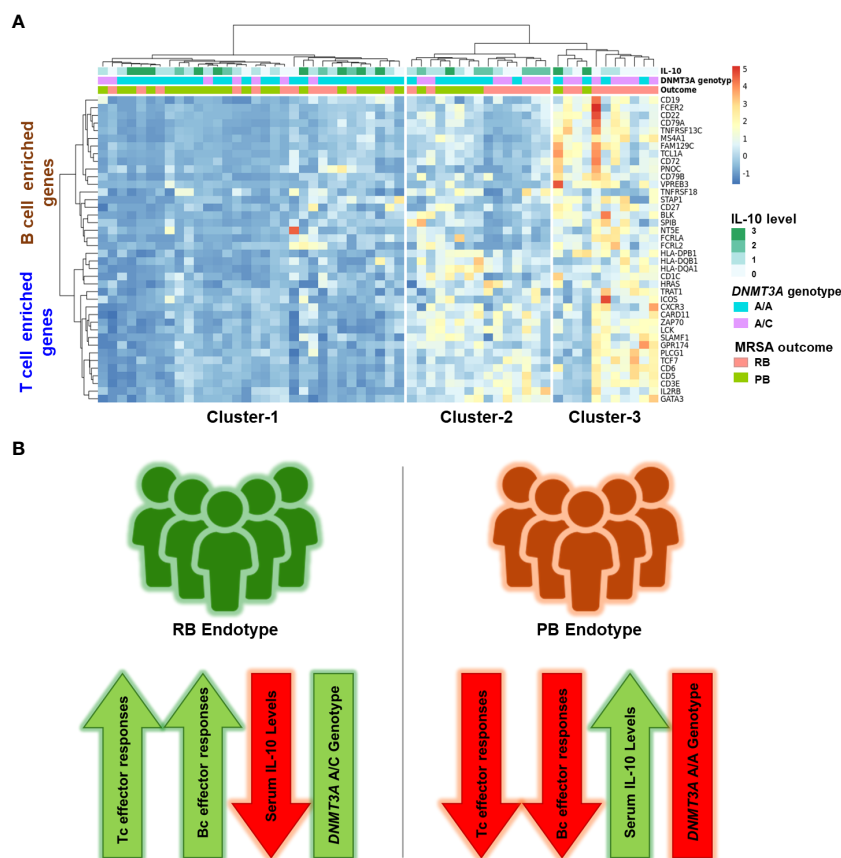 A
IL-10
DNMT3A genotype
Outcome
B cell enriched
genes
T cell enriched
genes
CD19
FCER2
CD22
CD79A
TNFRSF13C
MS4A1
FAM129C
TCL1A
CD72
PNOC
CD79B
VPREB3
TNFRSF18
STAP1
CD27
BLK
SPIB
NT5E
FCRLA
FCRL2
HLA-DPB1
HLA-DQB1
HLA-DQA1
CD1C
HRAS
TRAT1
ICOS
CXCR3
CARD11
ZAP70
LCK
SLAMF1
GPR174
PLCG1
TCF7
CD6
CD5
CD3E
IL2RB
GATA3
5
4
3
2
1
0
-1
IL-10 level
3
2
1
0
DNMT3A genotype
A/A
A/C
MRSA outcome
RB
PB
Cluster-1
Cluster-2
Cluster-3
B
RB Endotype
PB Endotype
Tc effector responses
Bc effector responses
Serum IL-10 Levels
DNMT3A A/C Genotype
Tc effector responses
Bc effector responses
Serum IL-10 Levels
DNMT3A A/A Genotype